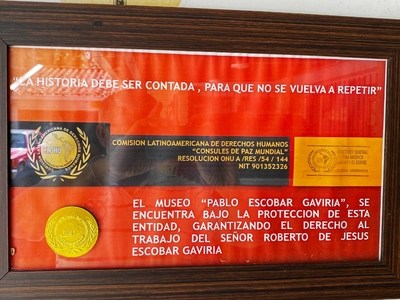 "LA HISTORIA DEBE SER CONTADA , PARA QUE NO SE VUELVA A REPETIR"
COMISION LATINOAMERICANA DE DERECHOS HUMANOS
"CONSULES DE PAZ MUNDIAL"
RESOLUCION ONU A /RES /54 / 144
NIT 901352326
EL MUSEO "PABLO ESCOBAR GAVIRIA", SE
ENCUENTRA BAJO LA PROTECCION DE ESTA
ENTIDAD, GARANTIZANDO EL DERECHO AL
TRABAJO DEL SEÑOR ROBERTO DE JESUS
ESCOBAR GAVIRIA